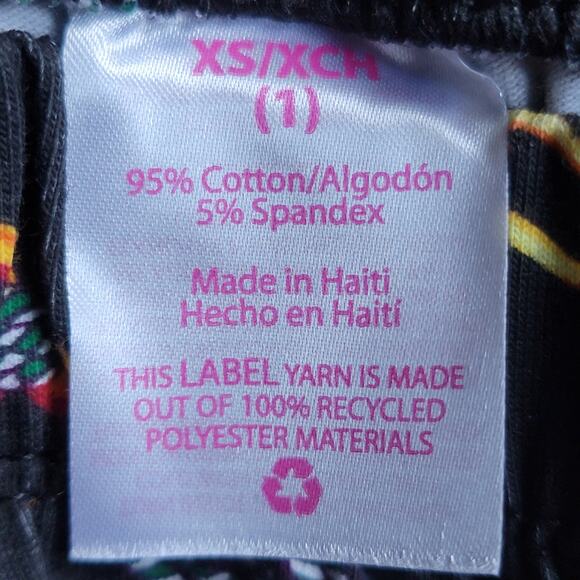 XS/XCH
(1)
95% Cotton/Algodón
5% Spandex
Made in Haiti
Hecho en Haití
THIS LABEL YARN IS MADE
OUT OF 100% RECYCLED
POLYESTER MATERIALS